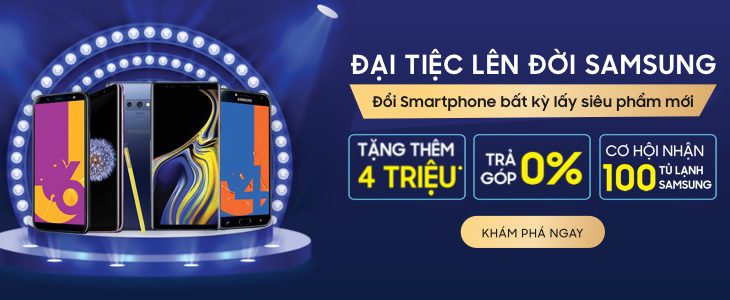 ĐẠI TIỆC LÊN ĐỜI SAMSUNG
Đổi Smartphone bất kỳ lấy siêu phẩm mới
TẶNG THÊM
4 TRIỆU*
TRẢ
GÓP
0%
CƠ HỘI NHẬN
100
TỦ LẠNH
SAMSUNG
KHÁM PHÁ NGAY
SAMSUNG